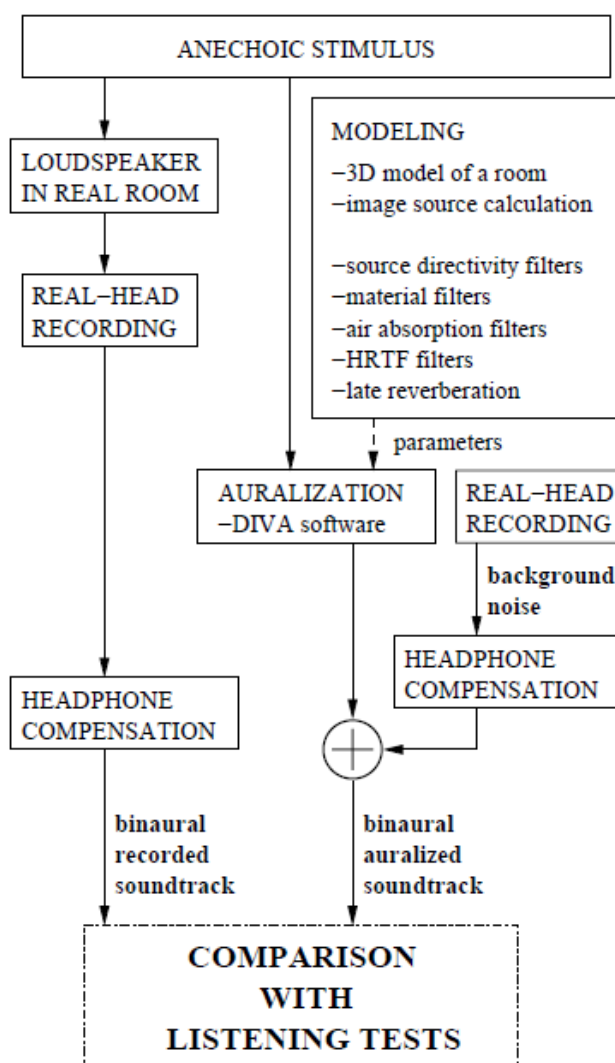 ANECHOIC STIMULUS
LOUDSPEAKER
IN REAL ROOM
REAL−HEAD
RECORDING
MODELING
−3D model of a room
−image source calculation
−source directivity filters
−material filters
−air absorption filters
−HRTF filters
−late reverberation
parameters
AURALIZATION
−DIVA software
REAL−HEAD
RECORDING
background
noise
HEADPHONE
COMPENSATION
HEADPHONE
COMPENSATION
binaural
recorded
soundtrack
binaural
auralized
soundtrack
COMPARISON
WITH
LISTENING TESTS